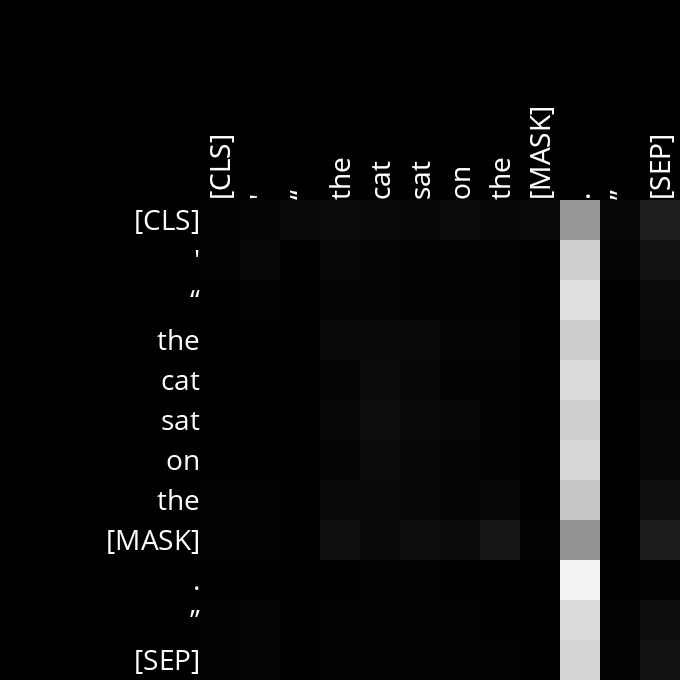 [CLS] ' “ the cat sat on the [MASK] . ” [SEP]
[CLS]
'
“
the
cat
sat
on
the
[MASK]
.
”
[SEP]